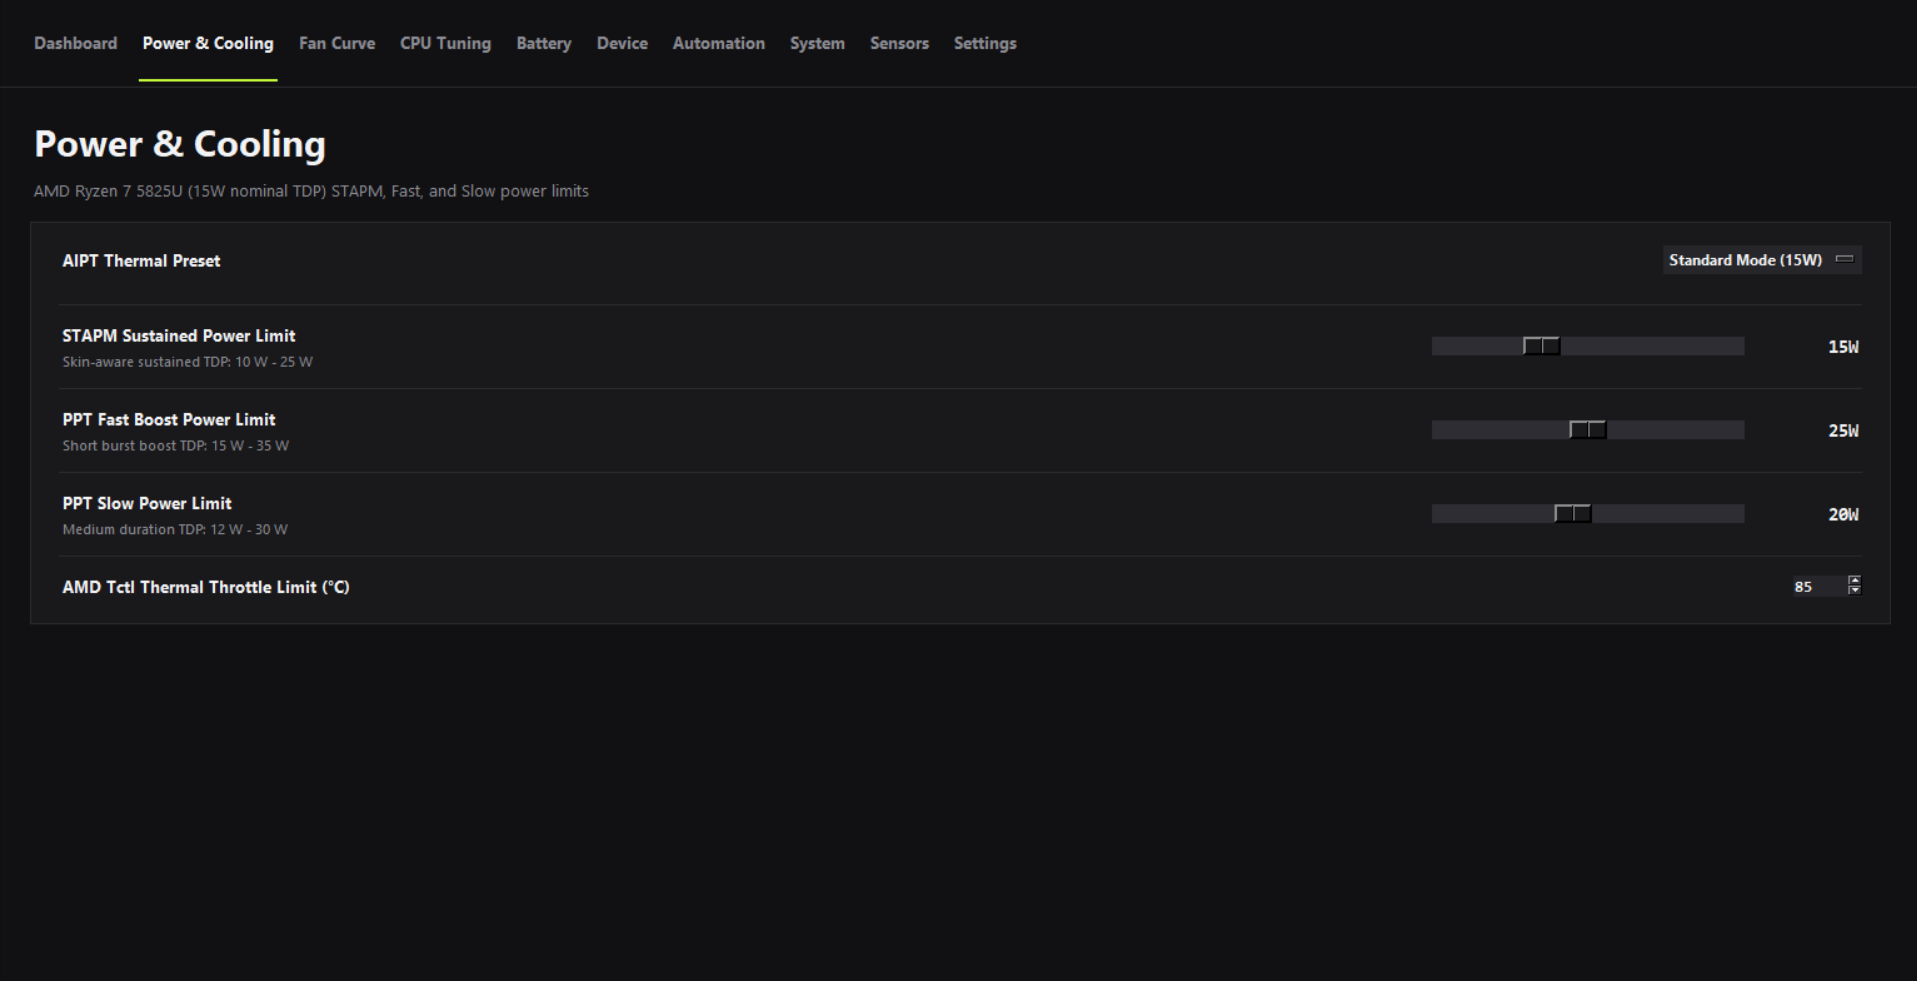 Dashboard Power & Cooling Fan Curve CPU Tuning Battery Device Automation System Sensors Settings
Power & Cooling
AMD Ryzen 7 5825U (15W nominal TDP) STAPM, Fast, and Slow power limits
AIPT Thermal Preset Standard Mode (15W)
STAPM Sustained Power Limit
Skin-aware sustained TDP: 10 W - 25 W
15W
PPT Fast Boost Power Limit
Short burst boost TDP: 15 W - 35 W
25W
PPT Slow Power Limit
Medium duration TDP: 12 W - 30 W
20W
AMD Tctl Thermal Throttle Limit (°C) 85